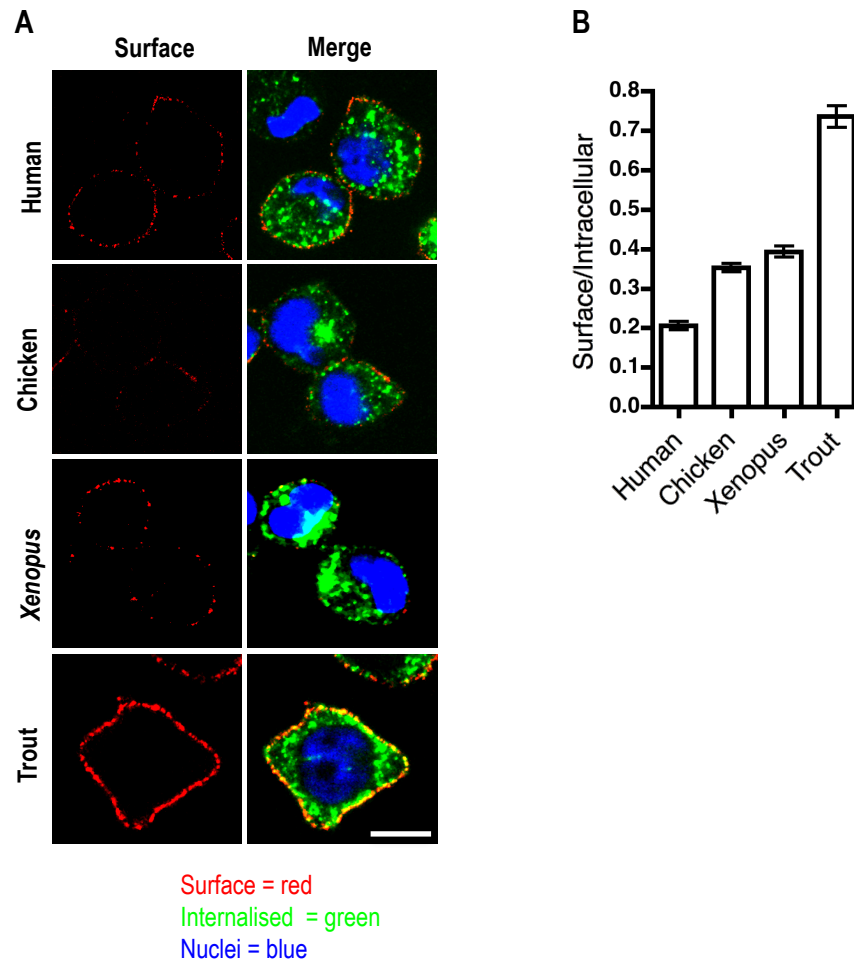 A
Surface Merge
Human
Chicken
Xenopus
Trout
Surface = red
Internalised = green
Nuclei = blue
B
Surface/Intracellular
0.8
0.7
0.6
0.5
0.4
0.3
0.2
0.1
0.0
Human Chicken Xenopus Trout